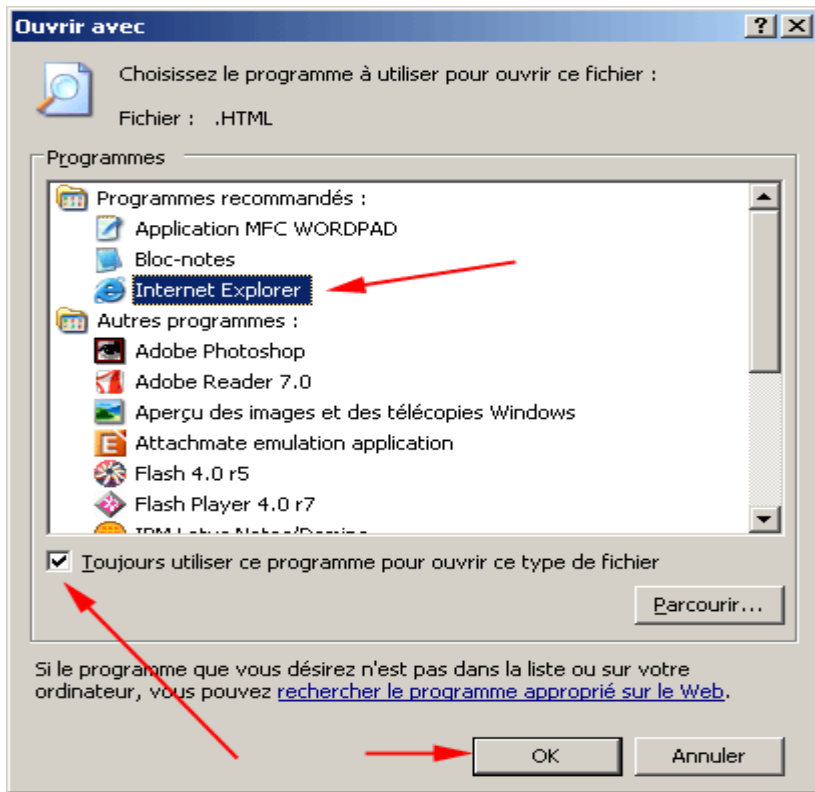 Ouvrir avec
Choisissez le programme à utiliser pour ouvrir ce fichier :
Fichier : .HTML
Programmes
Programmes recommandés :
Application MFC WORDPAD
Bloc-notes
Internet Explorer
Autres programmes :
Adobe Photoshop
Adobe Reader 7.0
Aperçu des images et des télécopies Windows
Attachmate emulation application
Flash 4.0 r5
Flash Player 4.0 r7
IBM Lotus Notes/Domino
Toujours utiliser ce programme pour ouvrir ce type de fichier
Parcourir...
Si le programme que vous désirez n'est pas dans la liste ou sur votre
ordinateur, vous pouvez rechercher le programme approprié sur le Web.
OK Annuler